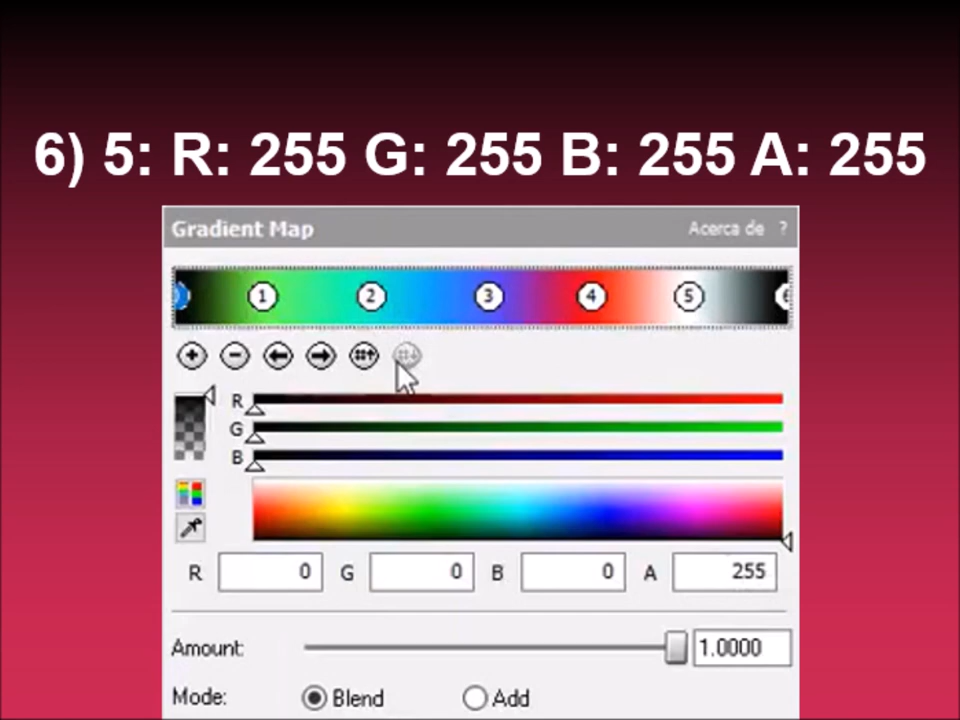 6) 5: R: 255 G: 255 B: 255 A: 255
Gradient Map Acerca de ?
1 2 3 4 5 6
R
G
B
R 0 G 0 B 0 A 255
Amount: 1.0000
Mode: Blend Add